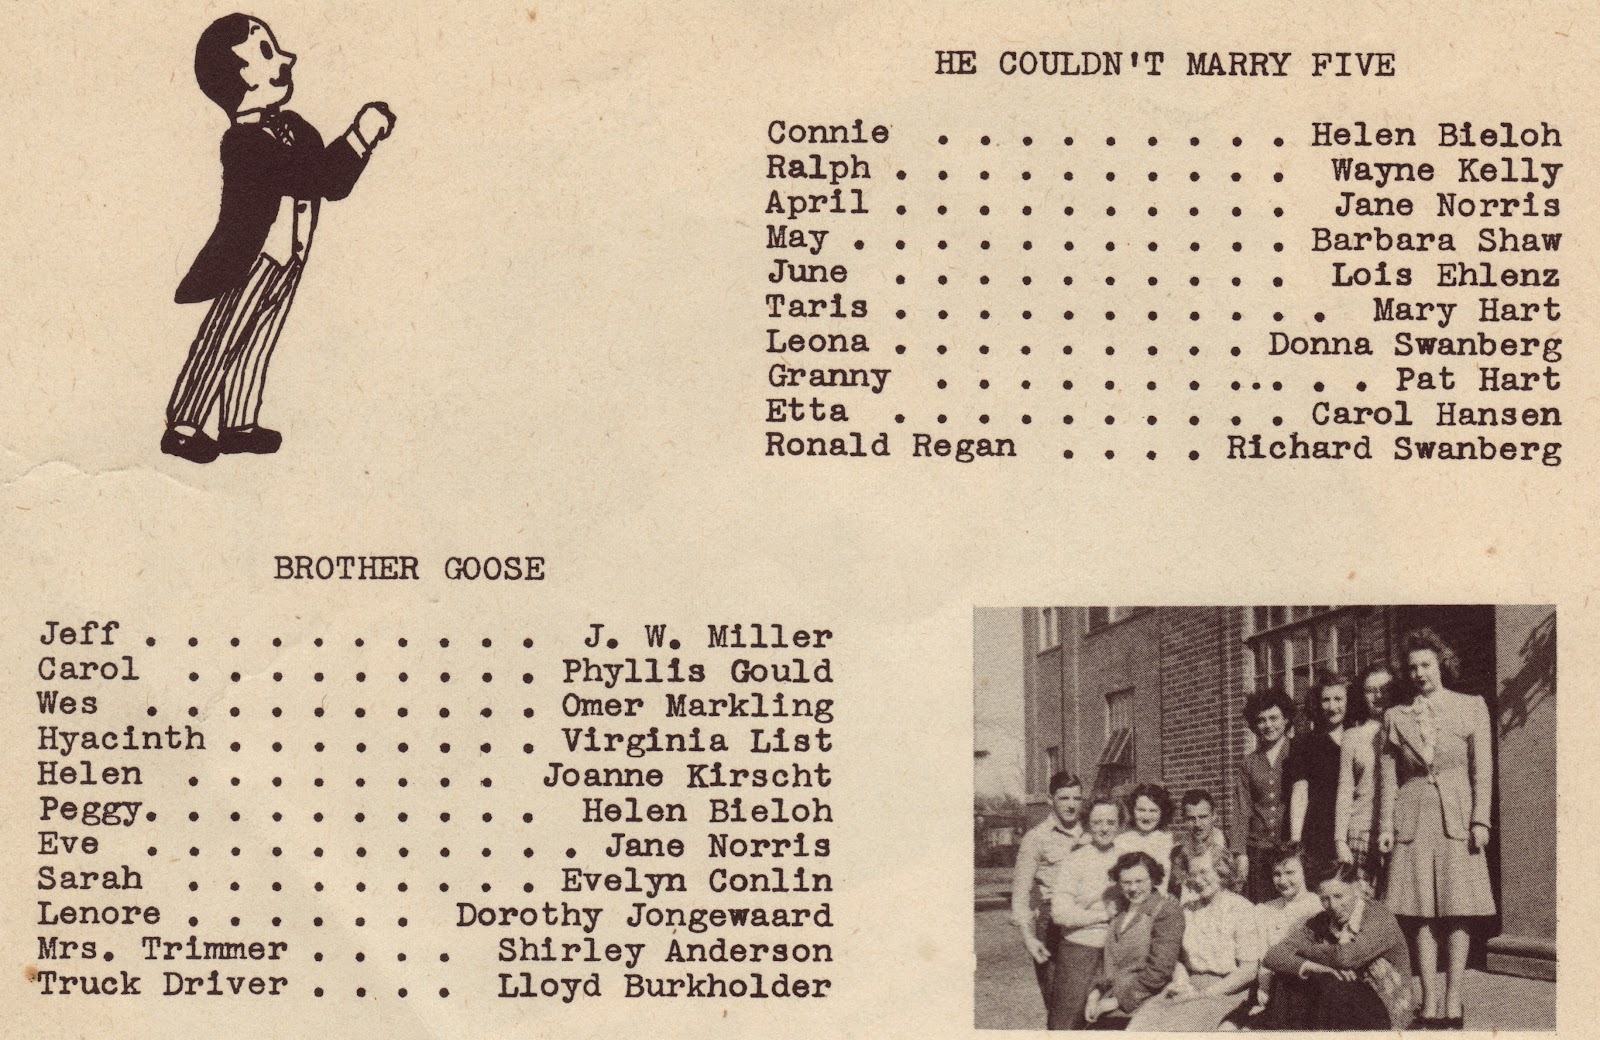 HE COULDN'T MARRY FIVE
Connie . . . . . . . . . Helen Bieloh
Ralph . . . . . . . . . . Wayne Kelly
April . . . . . . . . . . Jane Norris
May . . . . . . . . . . . Barbara Shaw
June . . . . . . . . . . Lois Ehlenz
Taris . . . . . . . . . . . Mary Hart
Leona . . . . . . . . . Donna Swanberg
Granny . . . . . . . . ... . . Pat Hart
Etta . . . . . . . . . . Carol Hansen
Ronald Regan . . . . Richard Swanberg
BROTHER GOOSE
Jeff . . . . . . . . . . J. W. Miller
Carol . . . . . . . . . Phyllis Gould
Wes . . . . . . . . . . Omer Markling
Hyacinth . . . . . . . . Virginia List
Helen . . . . . . . . Joanne Kirscht
Peggy. . . . . . . . . . Helen Bieloh
Eve . . . . . . . . . . . Jane Norris
Sarah . . . . . . . . . Evelyn Conlin
Lenore . . . . . . Dorothy Jongewaard
Mrs. Trimmer . . . . Shirley Anderson
Truck Driver . . . . Lloyd Burkholder